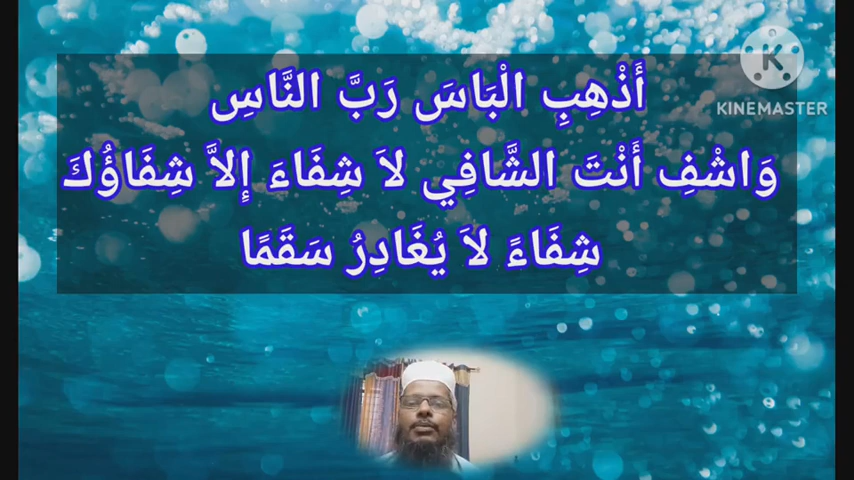 أَذْهِبِ الْبَاسَ رَبَّ النَّاسِ
وَاشْفِ أَنْتَ الشَّافِي لاَ شِفَاءَ إِلاَّ شِفَاؤُكَ
شِفَاءً لاَ يُغَادِرُ سَقَمًا
K
KINEMASTER